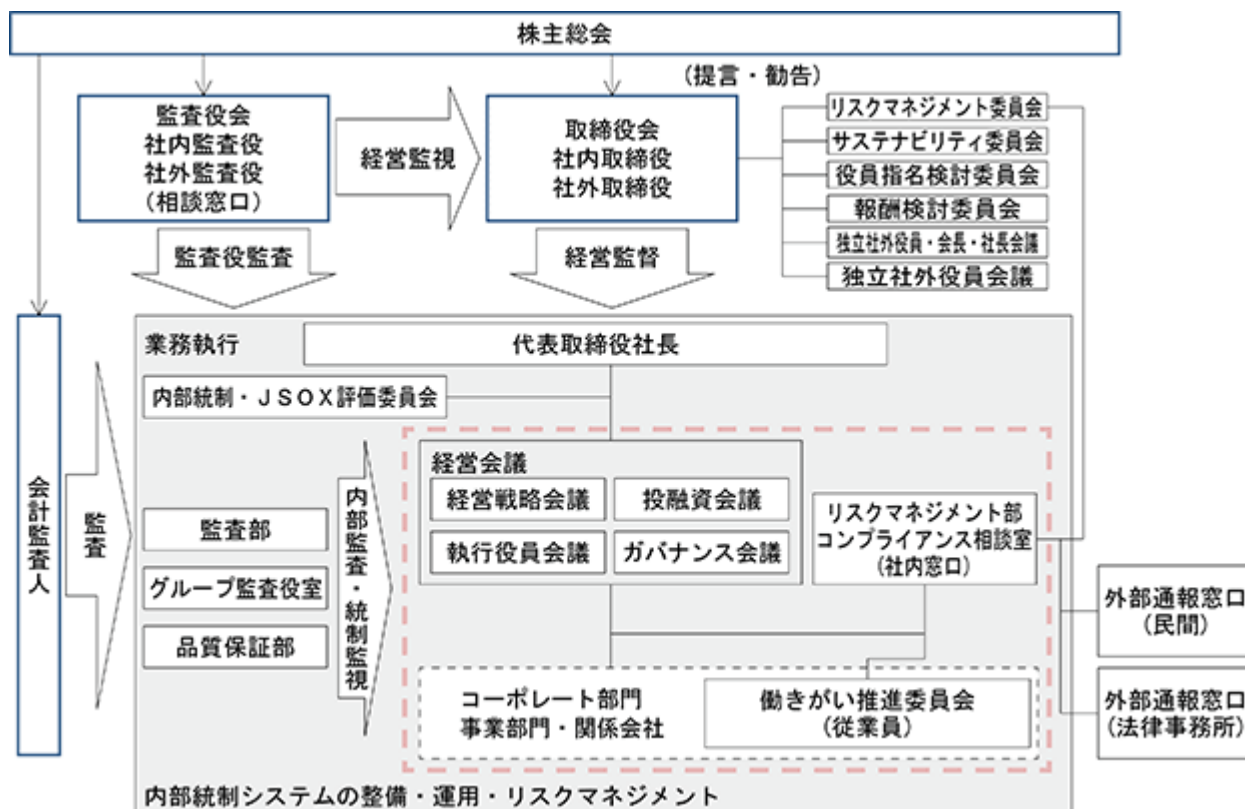 株主総会
(提言・勧告)
監査役会
社内監査役
社外監査役
(相談窓口)
経営監視
取締役会
社内取締役
社外取締役
リスクマネジメント委員会
サステナビリティ委員会
役員指名検討委員会
報酬検討委員会
独立社外役員・会長・社長会議
独立社外役員会議
監査役監査
経営監督
会計監査人
監査
業務執行
代表取締役社長
内部統制・ＪＳＯＸ評価委員会
監査部
グループ監査役室
品質保証部
内部監査・統制監視
経営会議
経営戦略会議
投融資会議
執行役員会議
ガバナンス会議
リスクマネジメント部
コンプライアンス相談室
(社内窓口)
コーポレート部門
事業部門・関係会社
働きがい推進委員会
(従業員)
外部通報窓口
(民間)
外部通報窓口
(法律事務所)
内部統制システムの整備・運用・リスクマネジメント